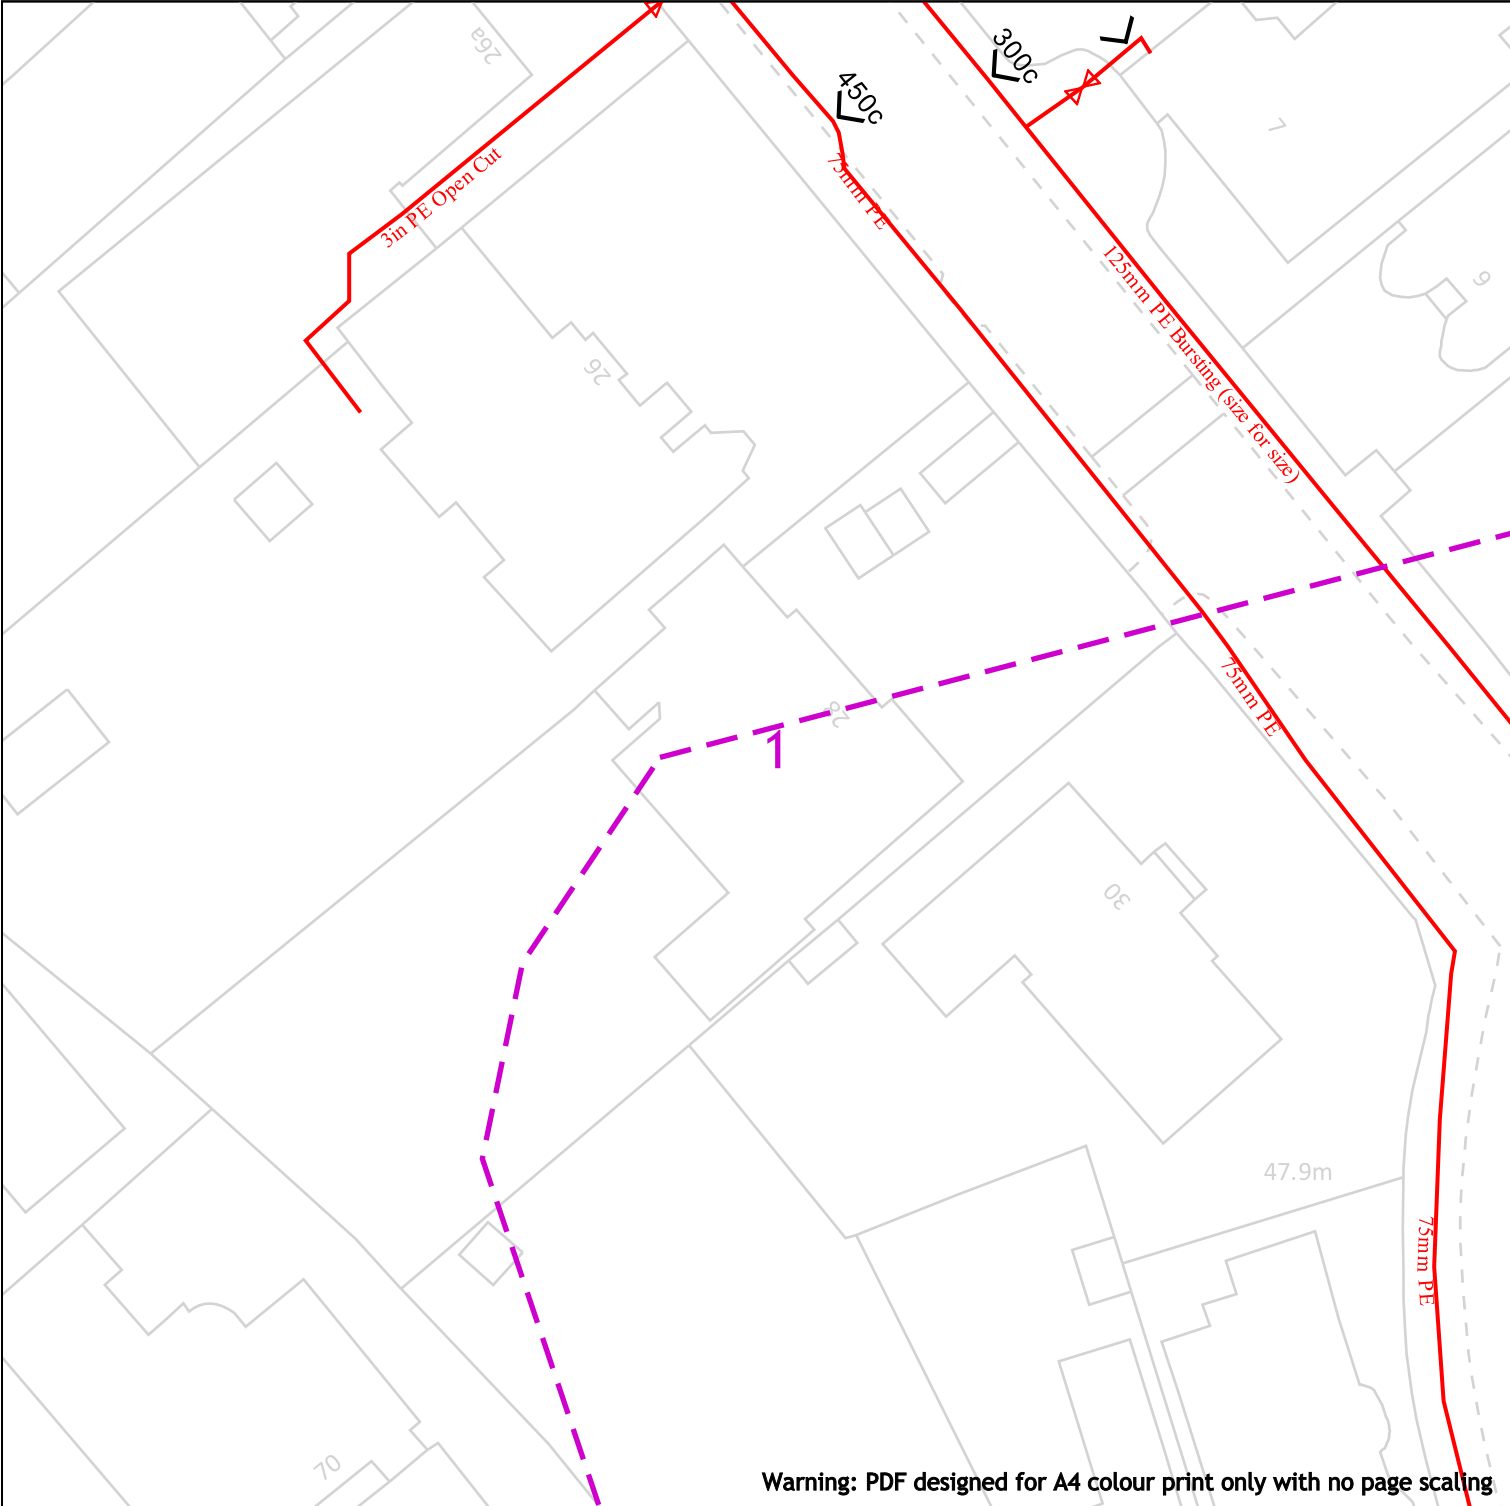 26a
300c
450c
7
3in PE Open Cut
75mm PE
9
125mm PE Bursting (size for size)
26
75mm PE
28
1
30
47.9m
75mm PE
70
Warning: PDF designed for A4 colour print only with no page scaling